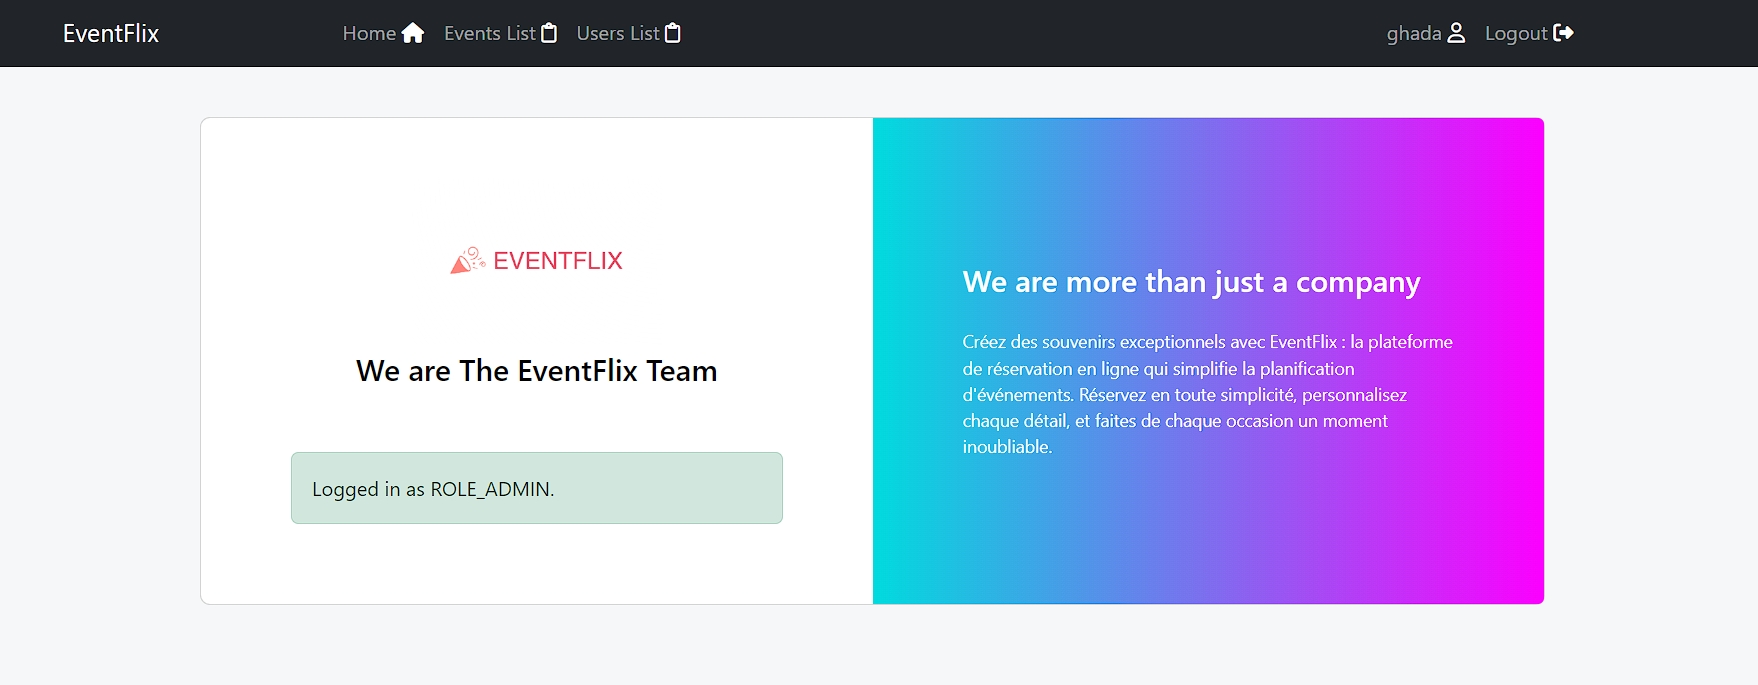 EventFlix
Home
Events List
Users List
ghada
Logout
EVENTFLIX
We are The EventFlix Team
Logged in as ROLE_ADMIN.
We are more than just a company
Créez des souvenirs exceptionnels avec EventFlix : la plateforme
de réservation en ligne qui simplifie la planification
d'événements. Réservez en toute simplicité, personnalisez
chaque détail, et faites de chaque occasion un moment
inoubliable.